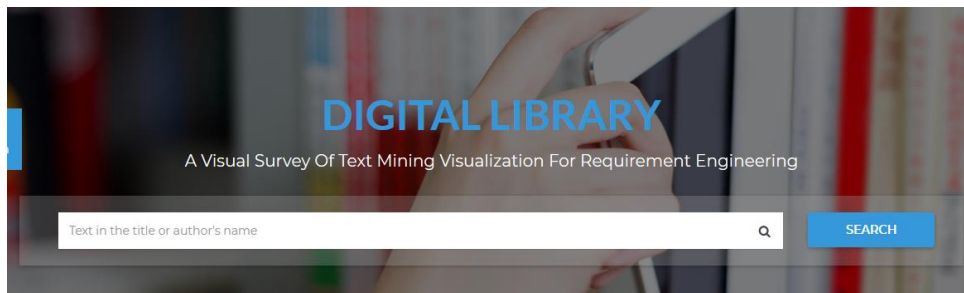 DIGITAL LIBRARY
A Visual Survey Of Text Mining Visualization For Requirement Engineering
Text in the title or author's name
SEARCH